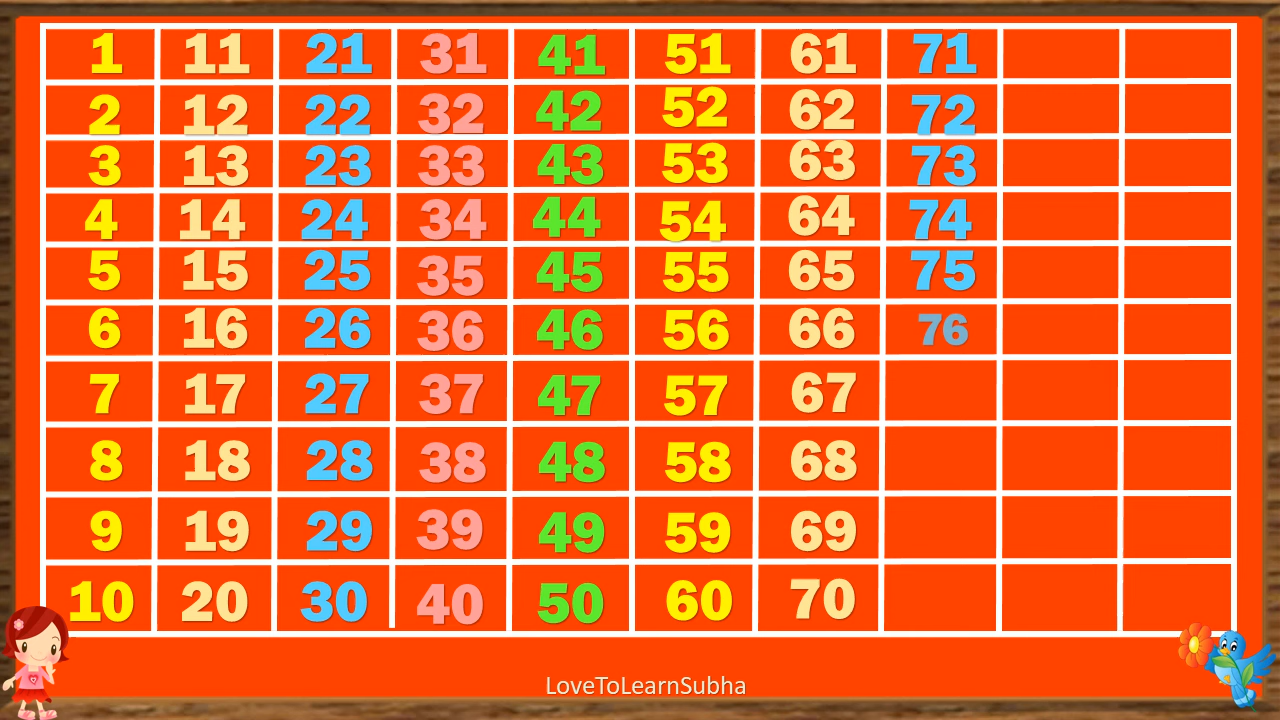 1 11 21 31 41 51 61 71
2 12 22 32 42 52 62 72
3 13 23 33 43 53 63 73
4 14 24 34 44 54 64 74
5 15 25 35 45 55 65 75
6 16 26 36 46 56 66 76
7 17 27 37 47 57 67
8 18 28 38 48 58 68
9 19 29 39 49 59 69
10 20 30 40 50 60 70
LoveToLearnSubha